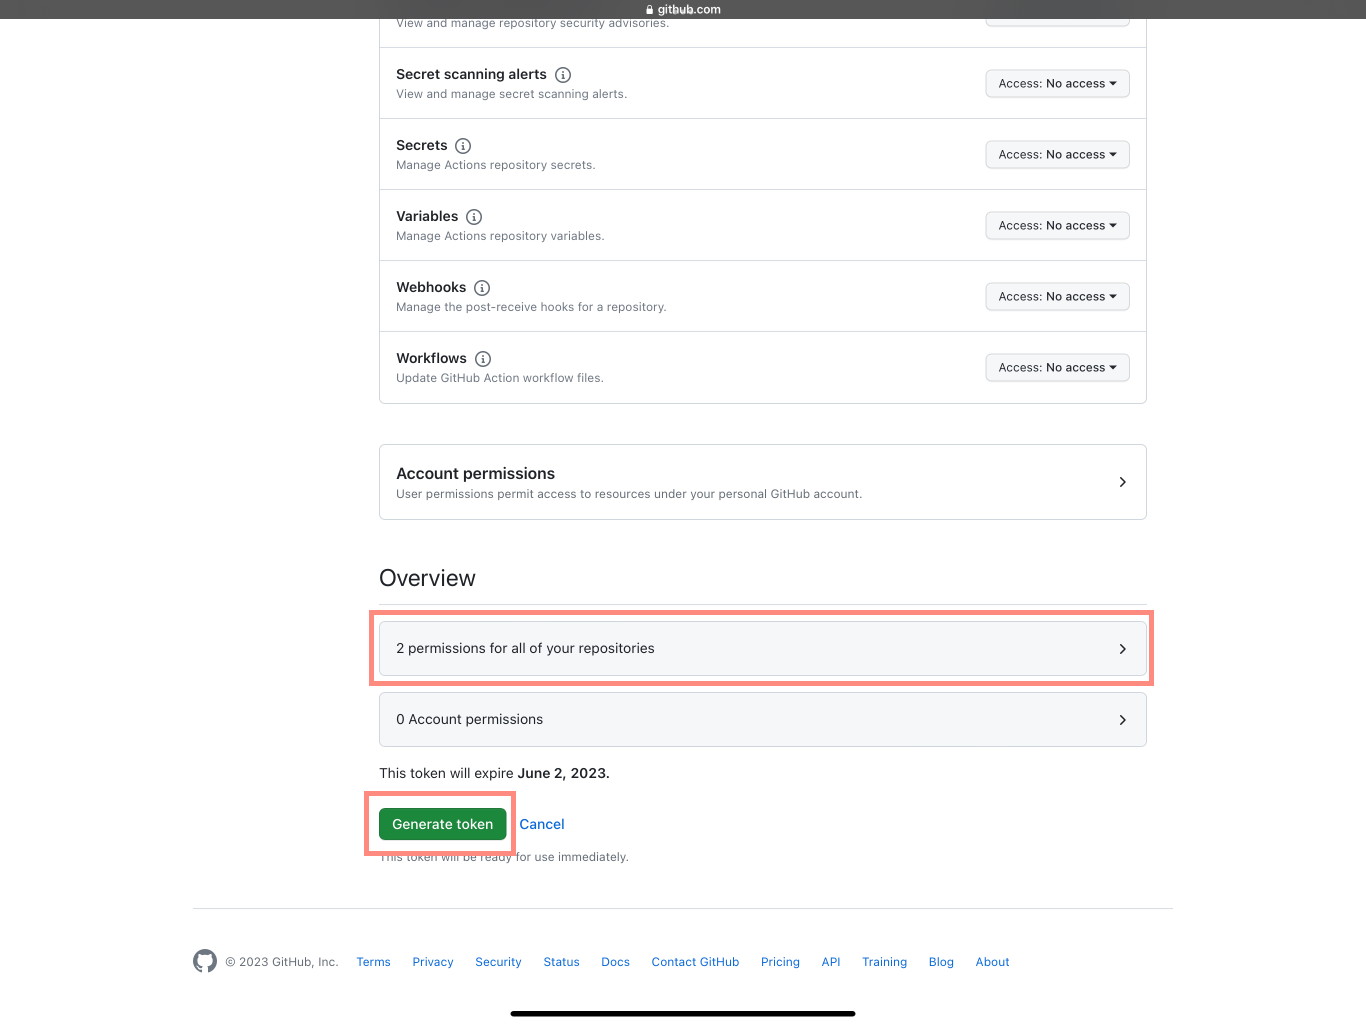 github.com
View and manage repository security advisories.
Secret scanning alerts
View and manage secret scanning alerts.
Access: No access
Secrets
Manage Actions repository secrets.
Access: No access
Variables
Manage Actions repository variables.
Access: No access
Webhooks
Manage the post-receive hooks for a repository.
Access: No access
Workflows
Update GitHub Action workflow files.
Access: No access
Account permissions
User permissions permit access to resources under your personal GitHub account.
Overview
2 permissions for all of your repositories
0 Account permissions
This token will expire June 2, 2023.
Generate token Cancel
This token will be ready for use immediately.
© 2023 GitHub, Inc. Terms Privacy Security Status Docs Contact GitHub Pricing API Training Blog About